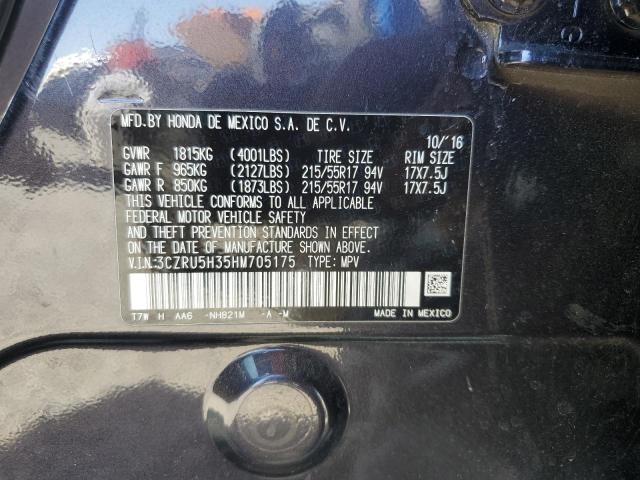 MFD.BY HONDA DE MEXICO S.A. DE C.V.
10/'16
GVWR 1815KG (4001LBS) TIRE SIZE RIM SIZE
GAWR F 965KG (2127LBS) 215/55R17 94V 17X7.5J
GAWR R 850KG (1873LBS) 215/55R17 94V 17X7.5J
THIS VEHICLE CONFORMS TO ALL APPLICABLE
FEDERAL MOTOR VEHICLE SAFETY
AND THEFT PREVENTION STANDARDS IN EFFECT
ON THE DATE OF MANUFACTURE SHOWN ABOVE.
V.I.N:3CZRU5H35HM705175 TYPE: MPV
T7W H AA6 -NH821M -A -M MADE IN MEXICO